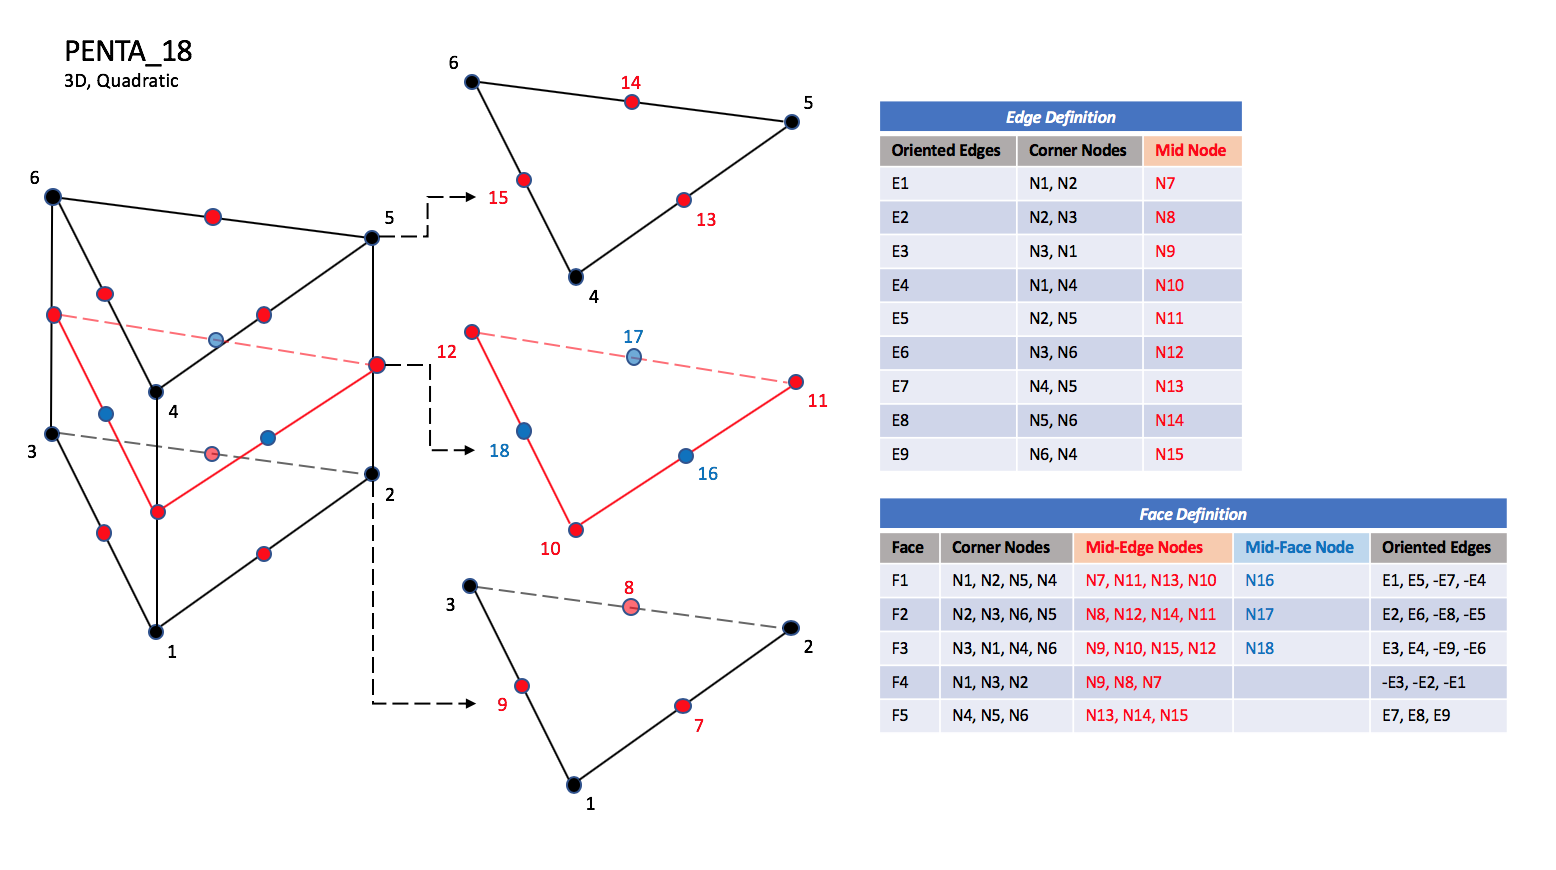 PENTA_18
3D, Quadratic
6
5
4
3
2
1
6
14
5
15
13
4
12
17
11
18
16
10
3
8
2
9
7
1
Edge Definition
Oriented Edges Corner Nodes Mid Node
E1 N1, N2 N7
E2 N2, N3 N8
E3 N3, N1 N9
E4 N1, N4 N10
E5 N2, N5 N11
E6 N3, N6 N12
E7 N4, N5 N13
E8 N5, N6 N14
E9 N6, N4 N15
Face Definition
Face Corner Nodes Mid-Edge Nodes Mid-Face Node Oriented Edges
F1 N1, N2, N5, N4 N7, N11, N13, N10 N16 E1, E5, -E7, -E4
F2 N2, N3, N6, N5 N8, N12, N14, N11 N17 E2, E6, -E8, -E5
F3 N3, N1, N4, N6 N9, N10, N15, N12 N18 E3, E4, -E9, -E6
F4 N1, N3, N2 N9, N8, N7 -E3, -E2, -E1
F5 N4, N5, N6 N13, N14, N15 E7, E8, E9